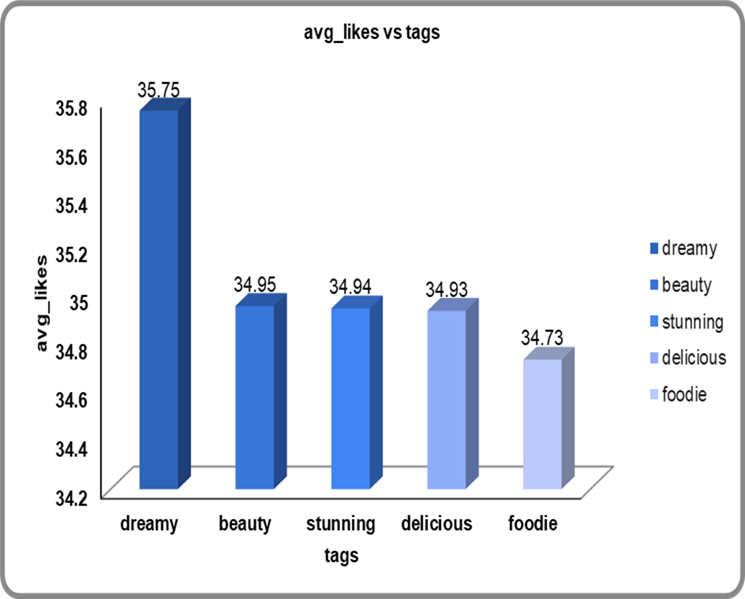 avg_likes vs tags
35.75
35.8
35.6
35.4
35.2
35
34.8
34.6
34.4
34.2
avg_likes
34.95
34.94
34.93
34.73
dreamy
beauty
stunning
delicious
foodie
dreamy beauty stunning delicious foodie
tags